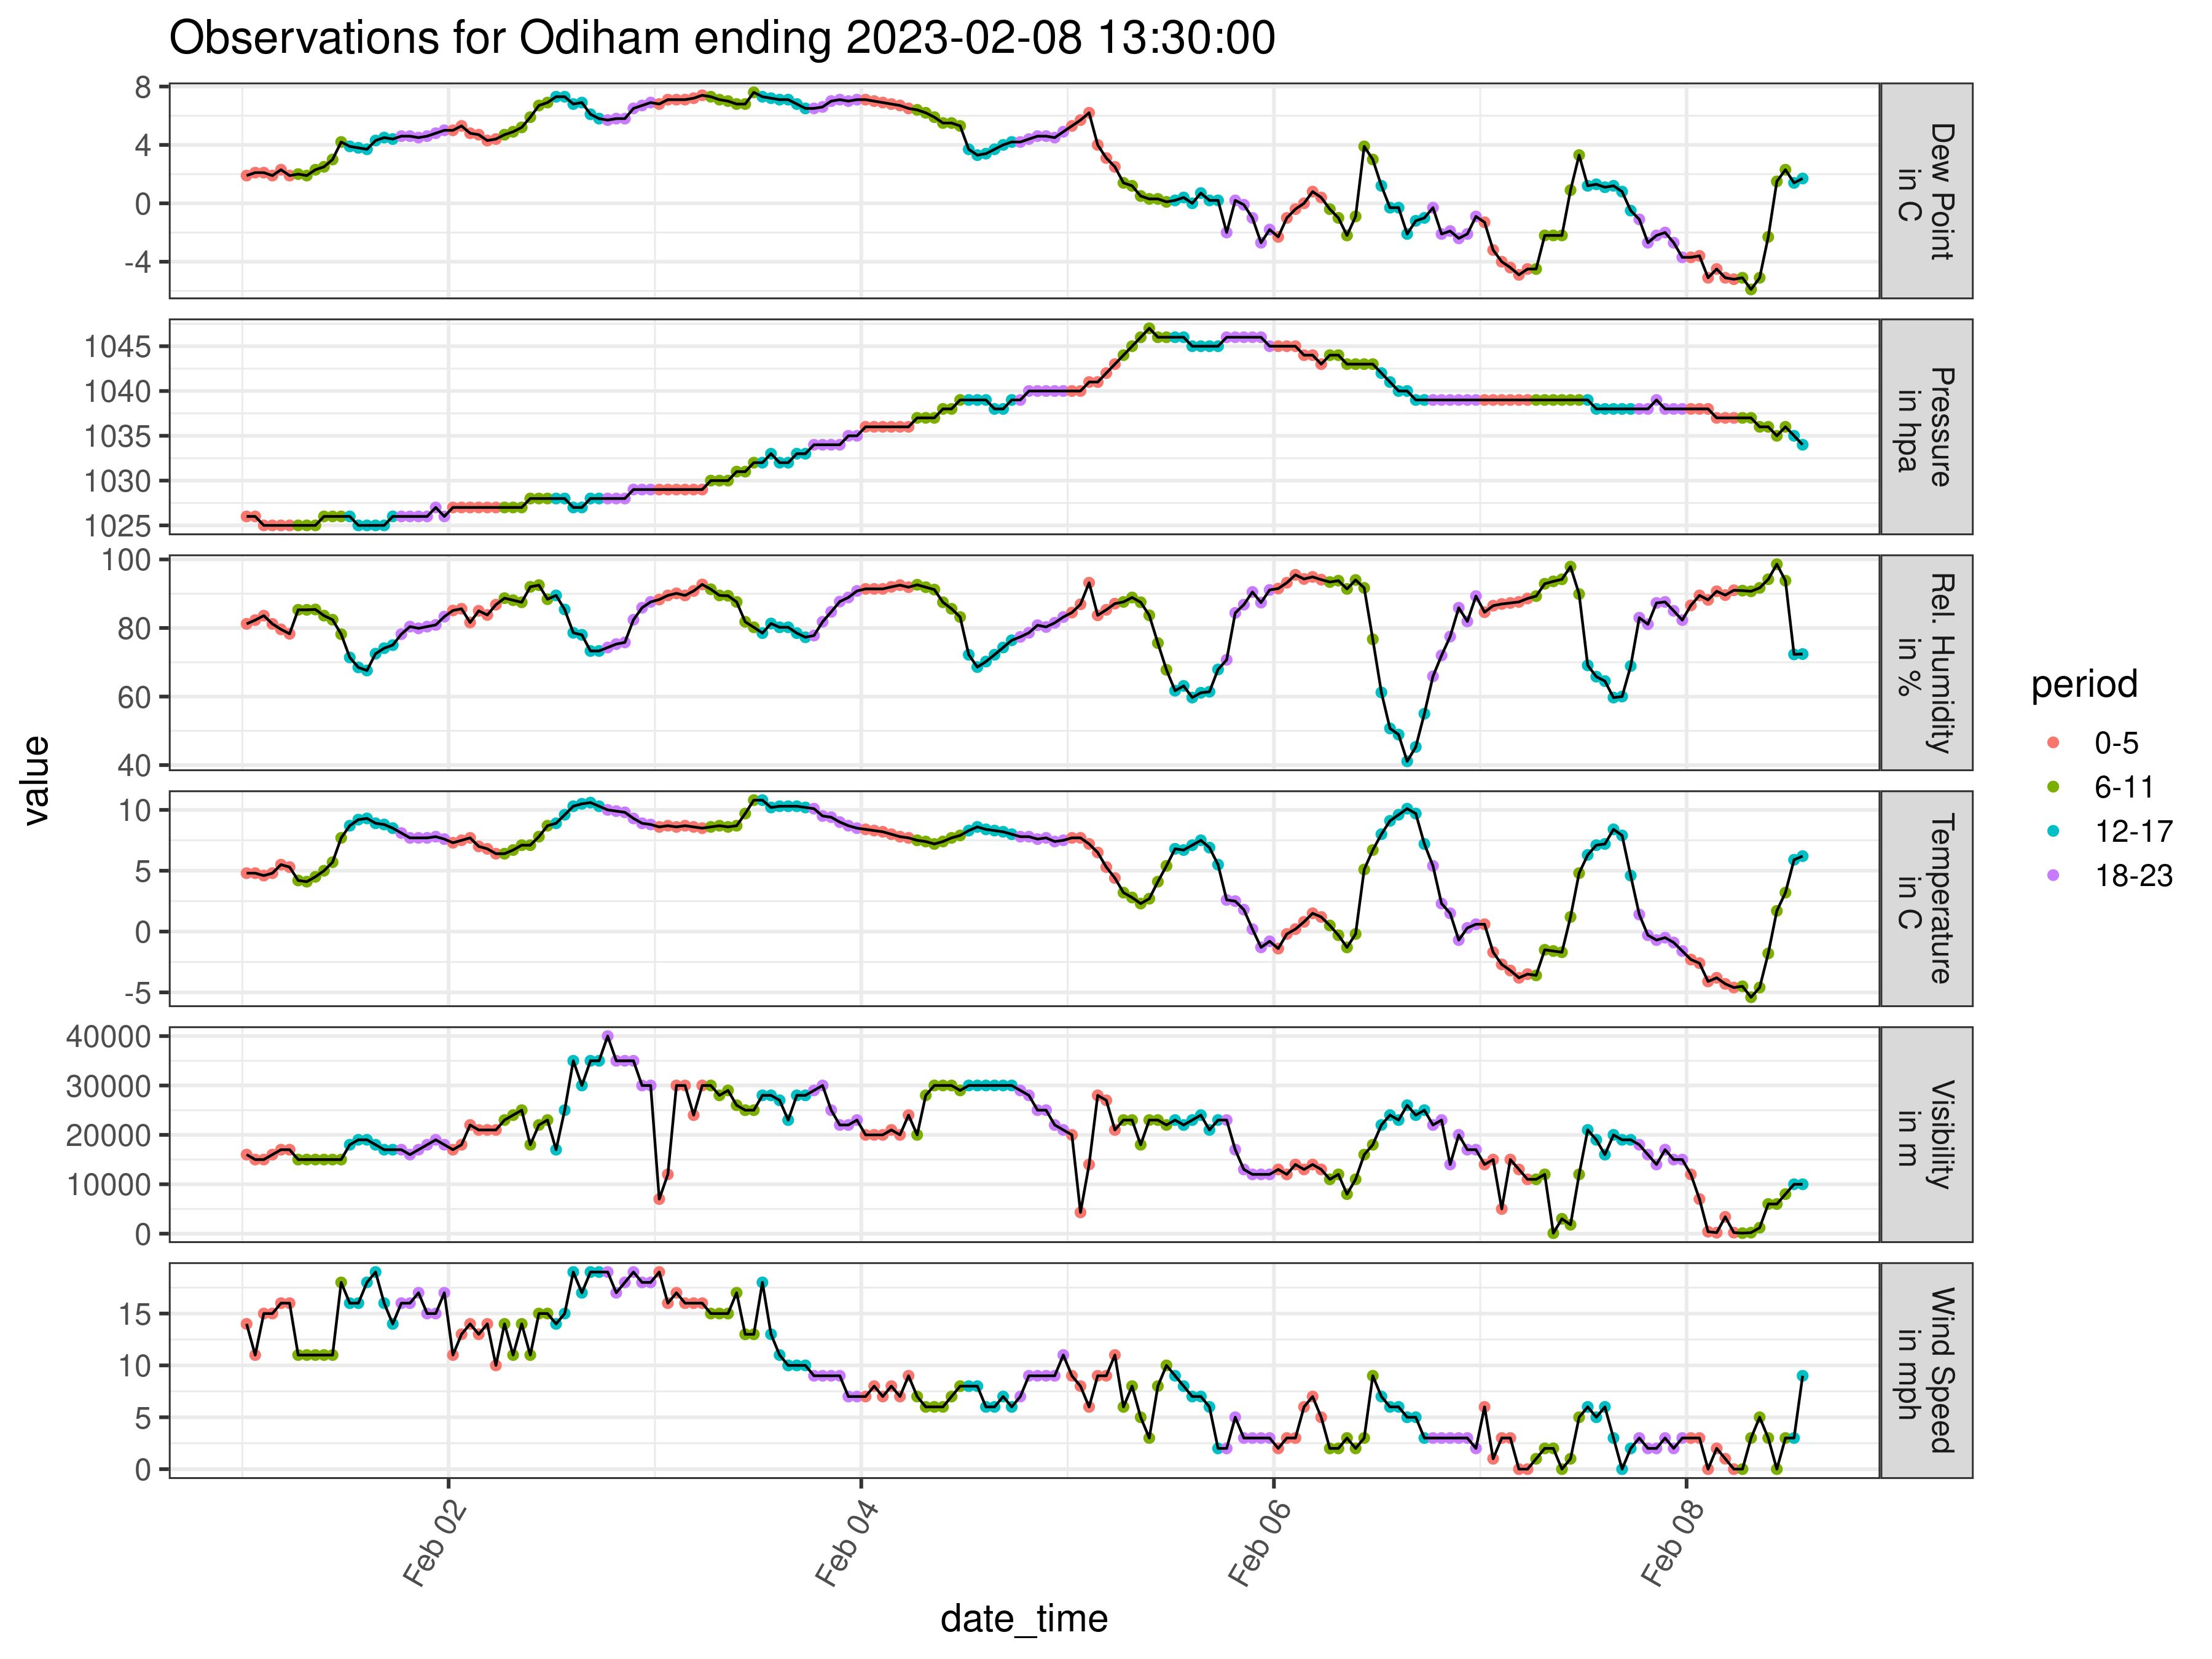 Observations for Odiham ending 2023-02-08 13:30:00
value
8
4
0
-4
Dew Point
in C
1045
1040
1035
1030
1025
Pressure
in hpa
100
80
60
40
Rel. Humidity
in %
10
5
0
-5
Temperature
in C
40000
30000
20000
10000
0
Visibility
in m
15
10
5
0
Wind Speed
in mph
Feb 02
Feb 04
Feb 06
Feb 08
date_time
period
0-5
6-11
12-17
18-23